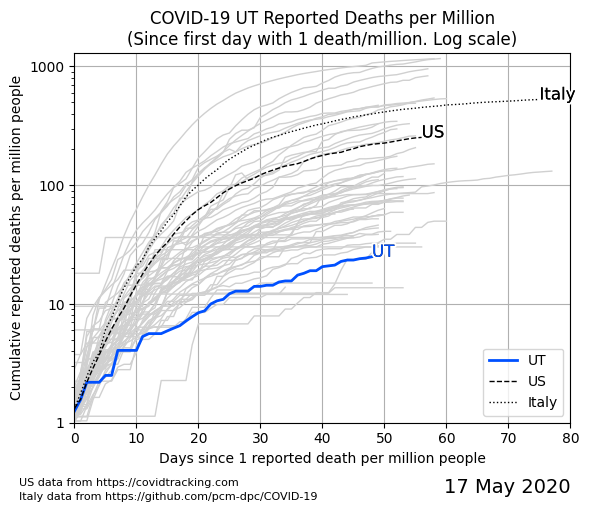 COVID-19 UT Reported Deaths per Million
(Since first day with 1 death/million. Log scale)
Cumulative reported deaths per million people
1000
100
10
1
Italy
US
UT
UT
US
Italy
0 10 20 30 40 50 60 70 80
Days since 1 reported death per million people
US data from https://covidtracking.com
Italy data from https://github.com/pcm-dpc/COVID-19
17 May 2020